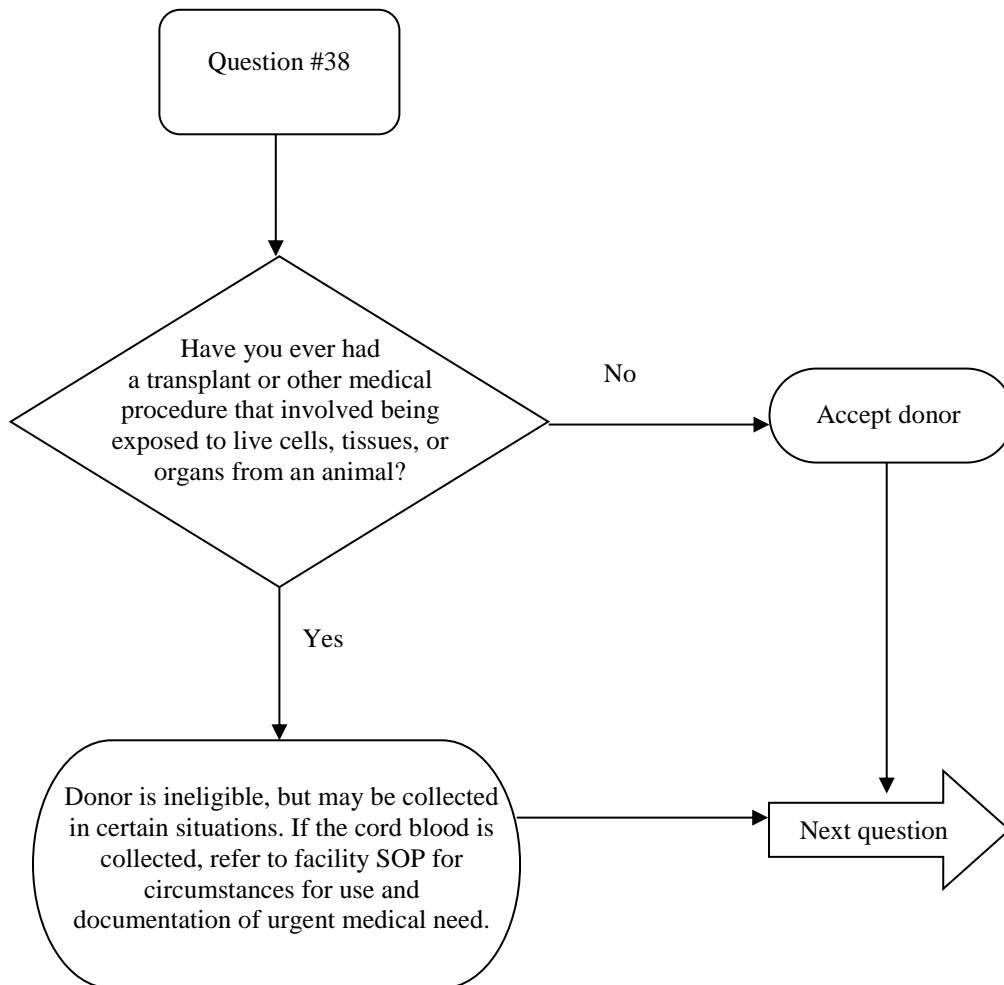 Question #38
Have you ever had
a transplant or other medical
procedure that involved being
exposed to live cells, tissues, or
organs from an animal?
No
Accept donor
Yes
Donor is ineligible, but may be collected
in certain situations. If the cord blood is
collected, refer to facility SOP for
circumstances for use and
documentation of urgent medical need.
Next question